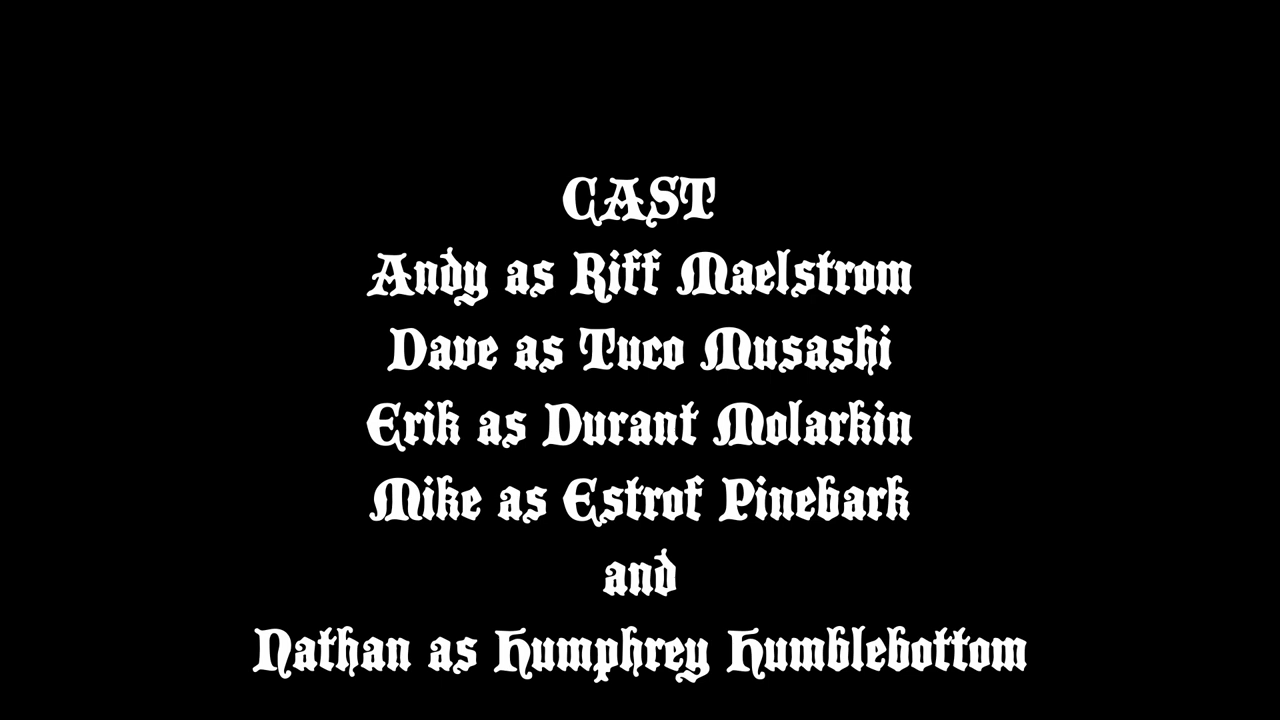 CAST
Andy as Riff Maelstrom
Dave as Tuco Musashi
Erik as Durant Molarkin
Mike as Estrof Pinebark
and
Nathan as Humphrey Humblebottom